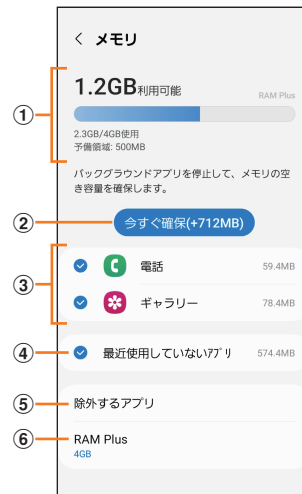 < メモリ
1.2GB利用可能 RAM Plus
①
2.3GB/4GB使用
予備領域: 500MB
バックグラウンドアプリを停止して、メモリの空
き容量を確保します。
② 今すぐ確保(+712MB)
電話 59.4MB
③
ギャラリー 78.4MB
④ 最近使用していないアプリ 574.4MB
⑤ 除外するアプリ
⑥ RAM Plus
4GB